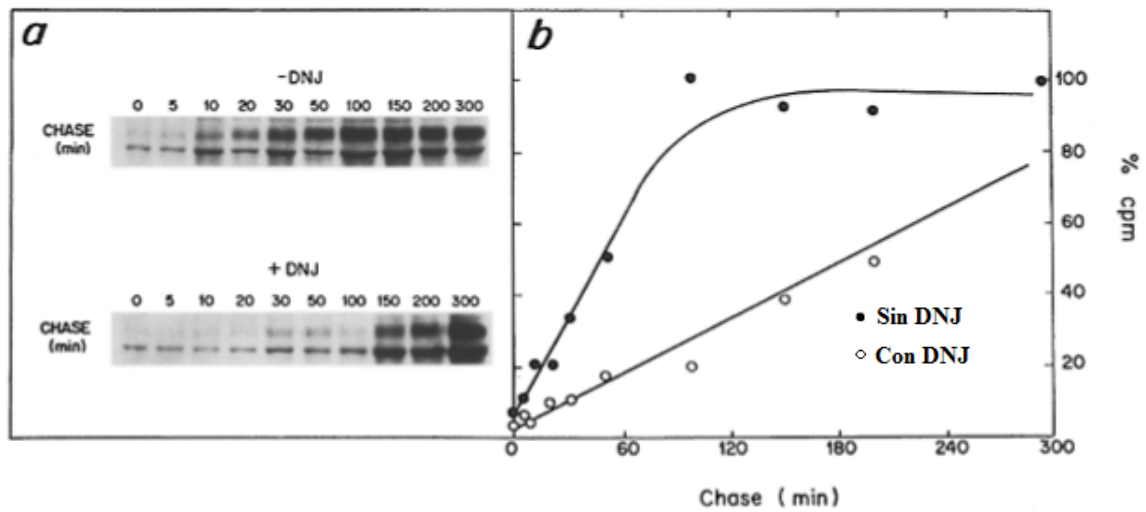 a
-DNJ
0 5 10 20 30 50 100 150 200 300
CHASE
(min)
+ DNJ
0 5 10 20 30 50 100 150 200 300
CHASE
(min)
b
100
80
60
40
20
% cpm
Sin DNJ
Con DNJ
0 60 120 180 240 300
Chase (min)